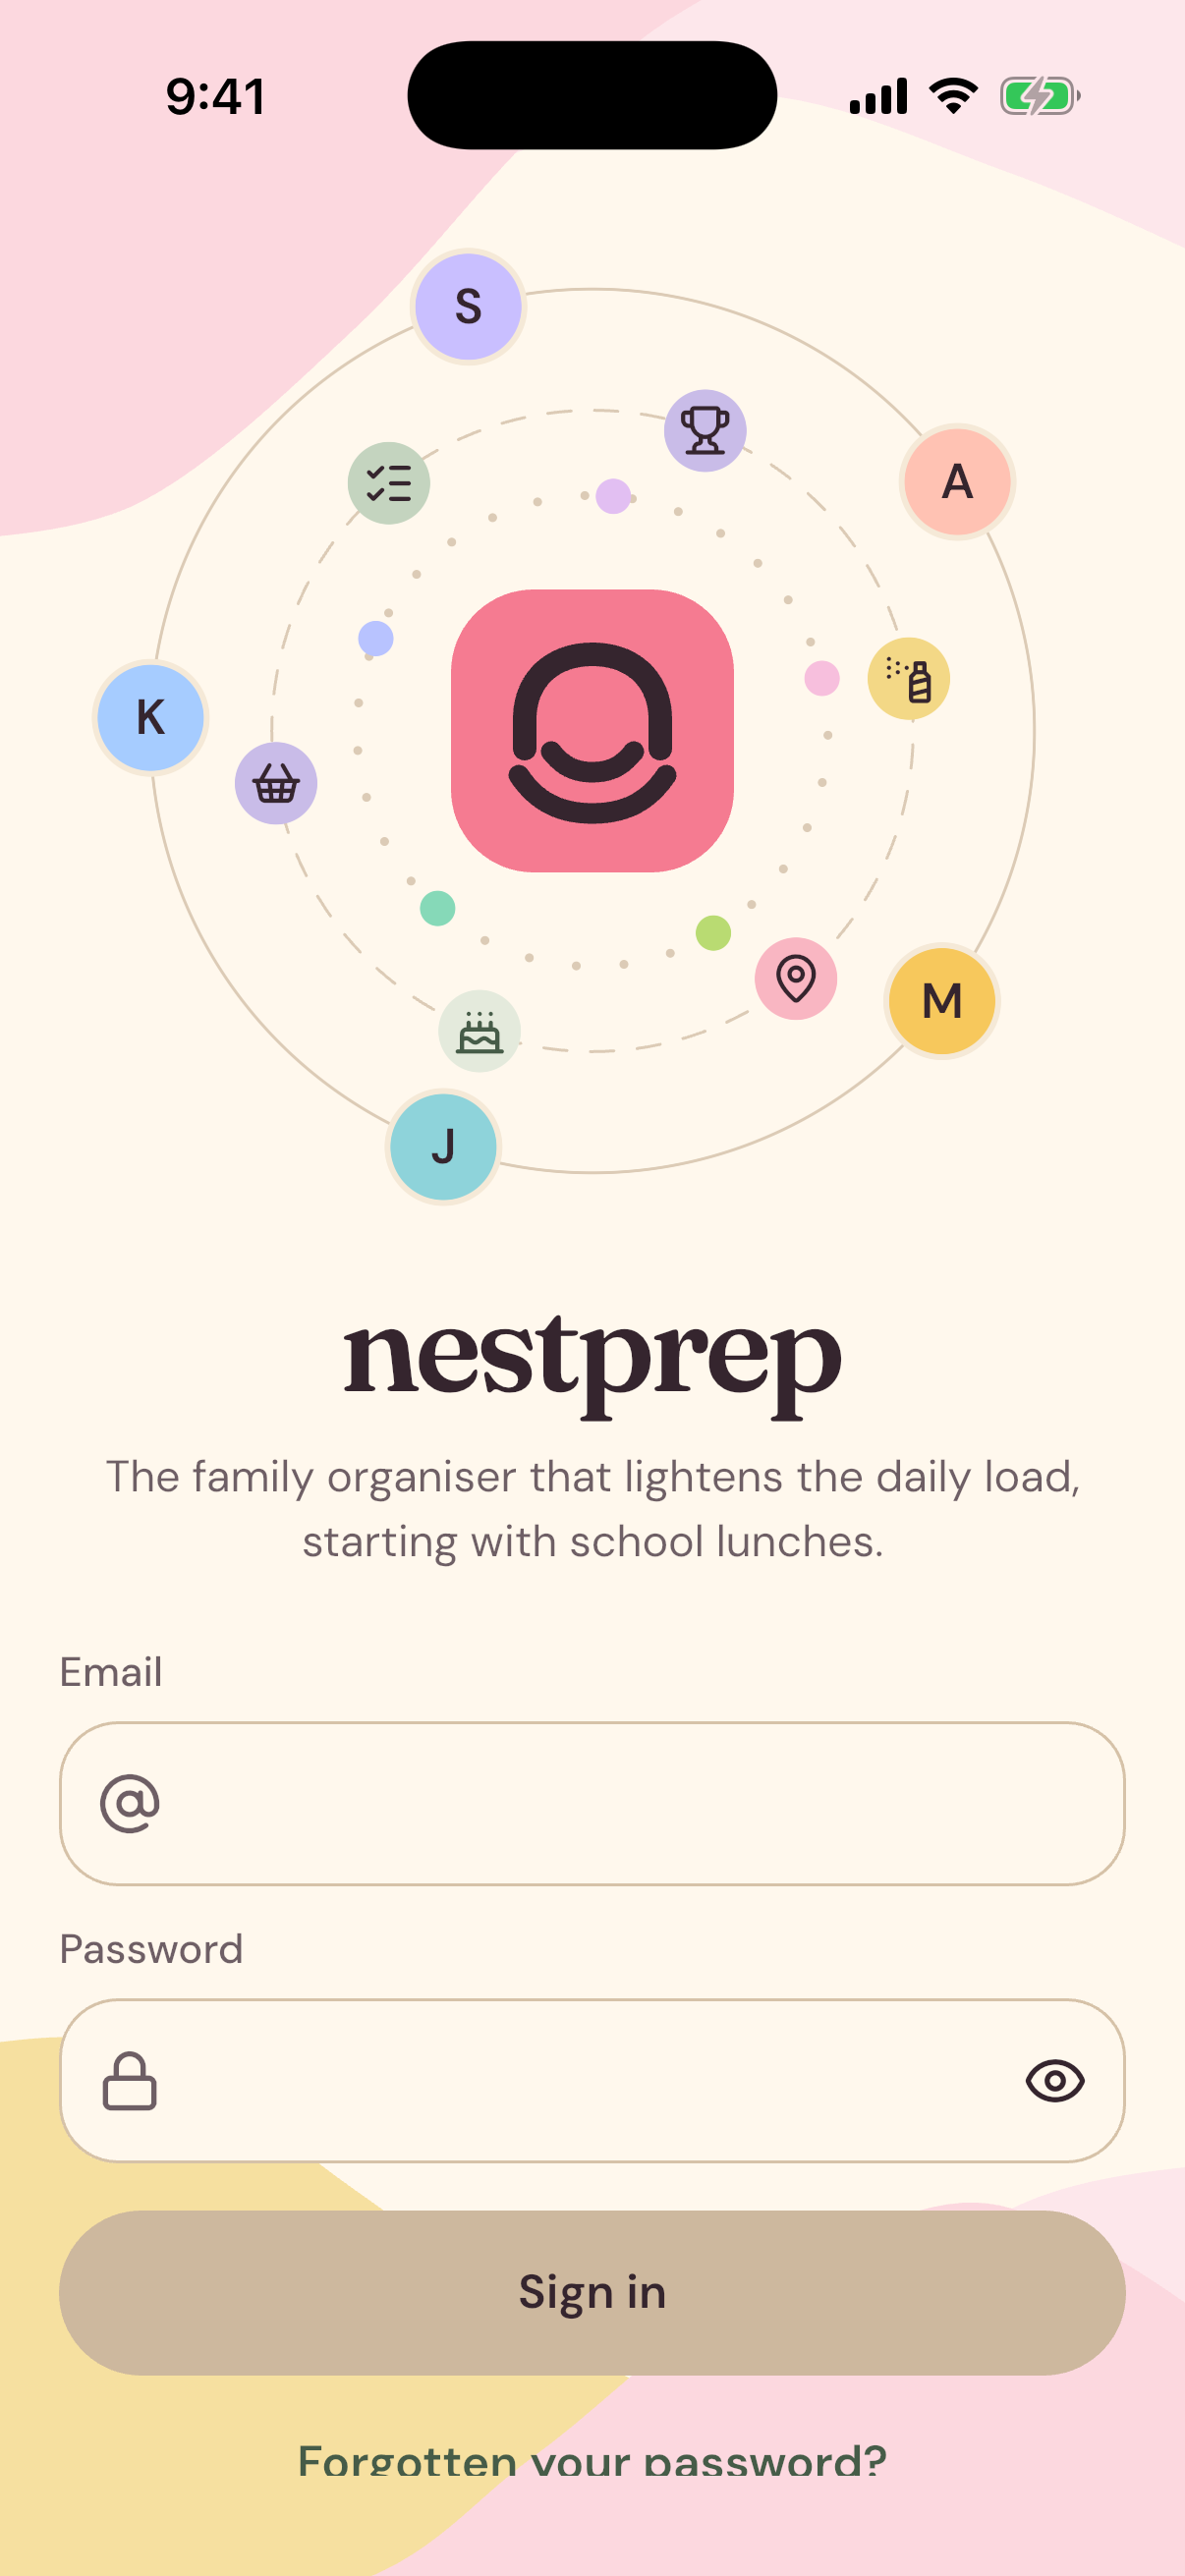 9:41
S
A
K
M
J
nestprep
The family organiser that lightens the daily load,
starting with school lunches.
Email
Password
Sign in
Forgotten your password?